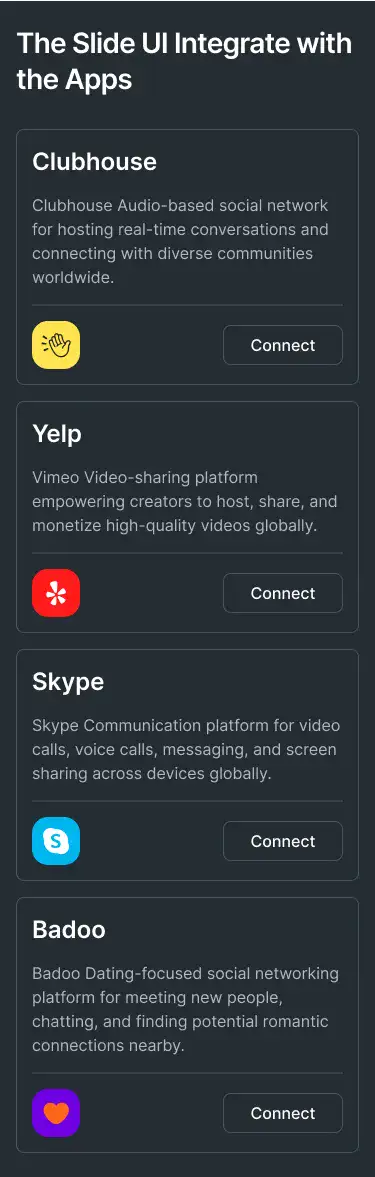 The Slide UI Integrate with
the Apps
Clubhouse
Clubhouse Audio-based social network
for hosting real-time conversations and
connecting with diverse communities
worldwide.
Connect
Yelp
Vimeo Video-sharing platform
empowering creators to host, share, and
monetize high-quality videos globally.
Connect
Skype
Skype Communication platform for video
calls, voice calls, messaging, and screen
sharing across devices globally.
S
Connect
Badoo
Badoo Dating-focused social networking
platform for meeting new people,
chatting, and finding potential romantic
connections nearby.
Connect